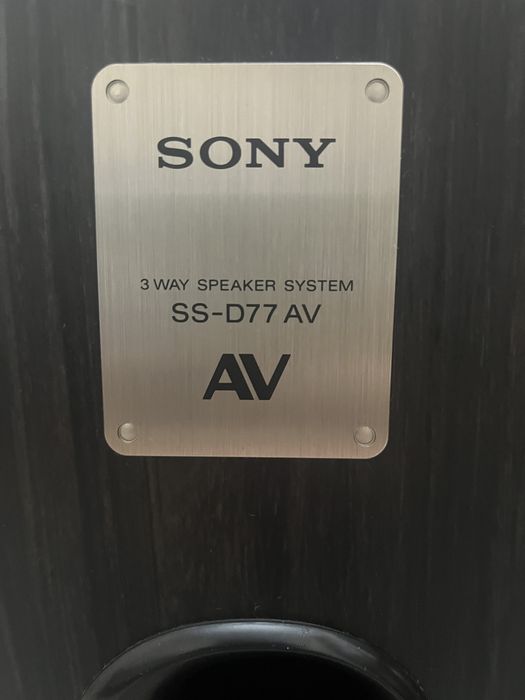 SONY
3 WAY SPEAKER SYSTEM
SS-D77 AV
AV